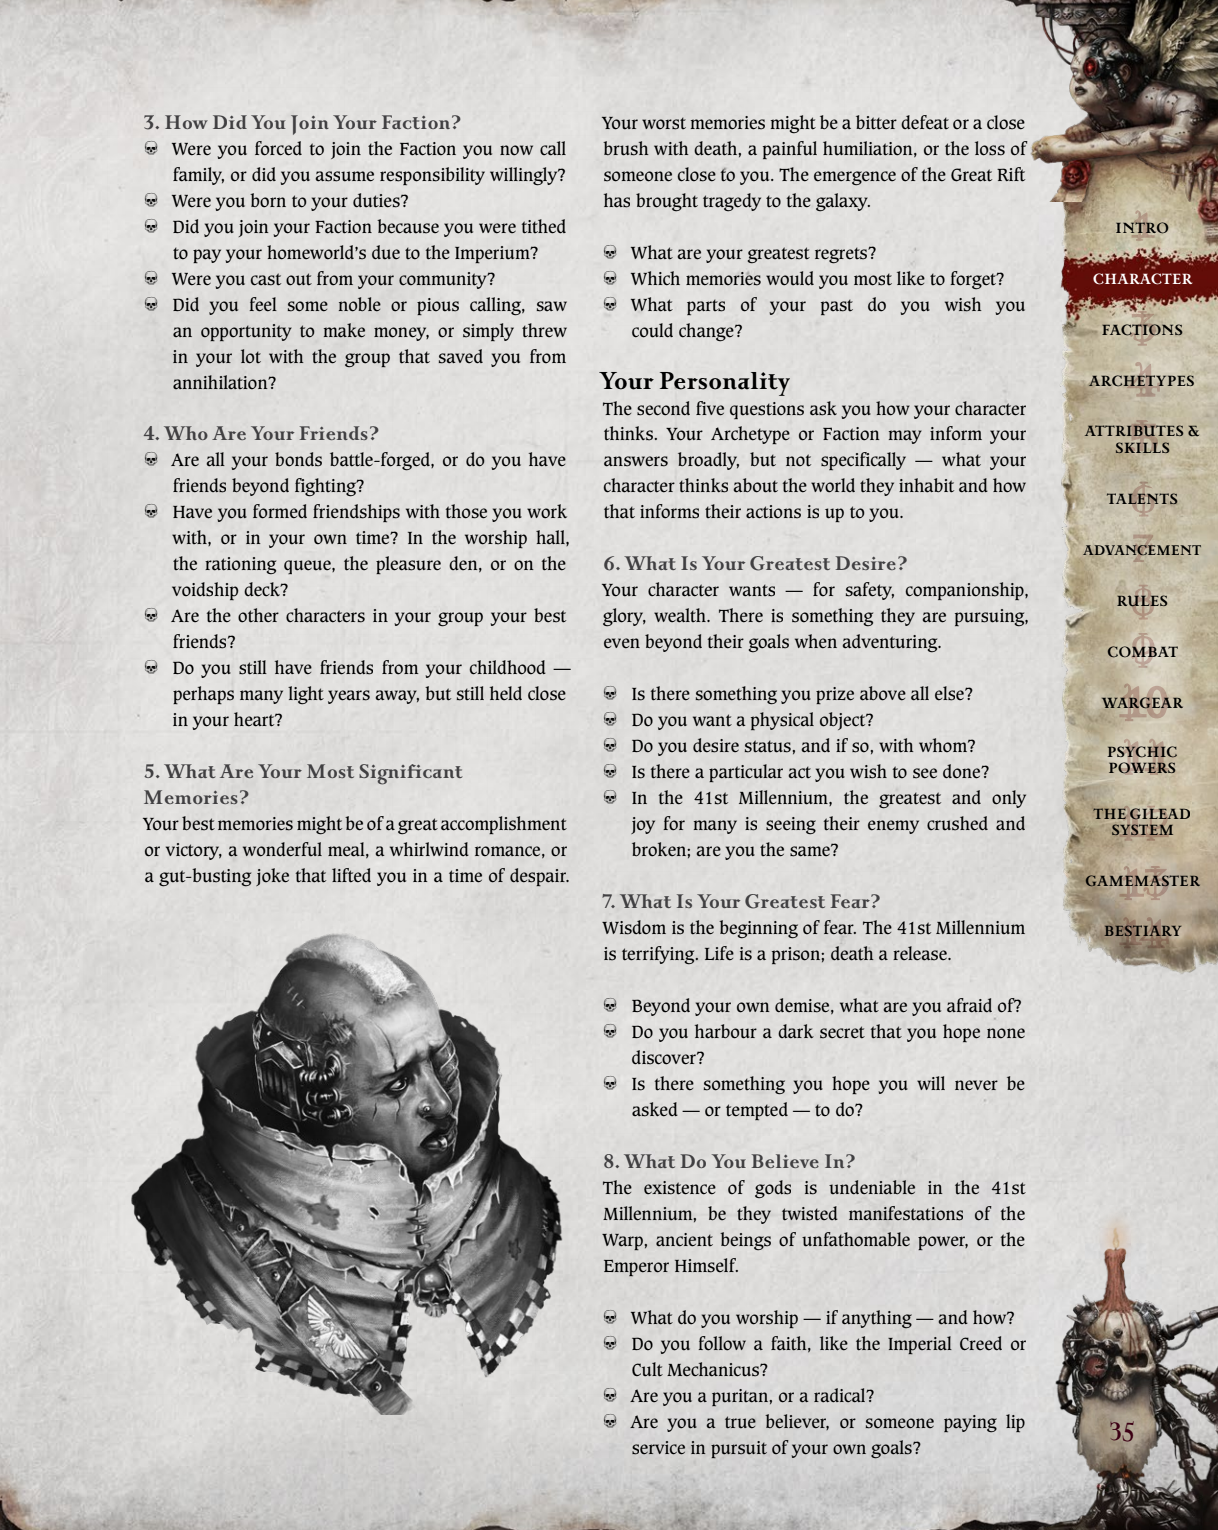 3. How Did You Join Your Faction?
Were you forced to join the Faction you now call
family, or did you assume responsibility willingly?
Were you born to your duties?
Did you join your Faction because you were tithed
to pay your homeworld's due to the Imperium?
Were you cast out from your community?
Did you feel some noble or pious calling, saw
an opportunity to make money, or simply threw
in your lot with the group that saved you from
annihilation?
4. Who Are Your Friends?
Are all your bonds battle-forged, or do you have
friends beyond fighting?
Have you formed friendships with those you work
with, or in your own time? In the worship hall,
the rationing queue, the pleasure den, or on the
voidship deck?
Are the other characters in your group your best
friends?
Do you still have friends from your childhood —
perhaps many light years away, but still held close
in your heart?
5. What Are Your Most Significant
Memories?
Your best memories might be of a great accomplishment
or victory, a wonderful meal, a whirlwind romance, or
a gut-busting joke that lifted you in a time of despair.
Your worst memories might be a bitter defeat or a close
brush with death, a painful humiliation, or the loss of
someone close to you. The emergence of the Great Rift
has brought tragedy to the galaxy.
What are your greatest regrets?
Which memories would you most like to forget?
What parts of your past do you wish you
could change?
Your Personality
The second five questions ask you how your character
thinks. Your Archetype or Faction may inform your
answers broadly, but not specifically — what your
character thinks about the world they inhabit and how
that informs their actions is up to you.
6. What Is Your Greatest Desire?
Your character wants — for safety, companionship,
glory, wealth. There is something they are pursuing,
even beyond their goals when adventuring.
Is there something you prize above all else?
Do you want a physical object?
Do you desire status, and if so, with whom?
Is there a particular act you wish to see done?
In the 41st Millennium, the greatest and only
joy for many is seeing their enemy crushed and
broken; are you the same?
7. What Is Your Greatest Fear?
Wisdom is the beginning of fear. The 41st Millennium
is terrifying. Life is a prison; death a release.
Beyond your own demise, what are you afraid of?
Do you harbour a dark secret that you hope none
discover?
Is there something you hope you will never be
asked — or tempted — to do?
8. What Do You Believe In?
The existence of gods is undeniable in the 41st
Millennium, be they twisted manifestations of the
Warp, ancient beings of unfathomable power, or the
Emperor Himself.
What do you worship — if anything — and how?
Do you follow a faith, like the Imperial Creed or
Cult Mechanicus?
Are you a puritan, or a radical?
Are you a true believer, or someone paying lip
service in pursuit of your own goals?
INTRO
CHARACTER
FACTIONS
ARCHETYPES
ATTRIBUTES &
SKILLS
TALENTS
ADVANCEMENT
RULES
COMBAT
WARGEAR
PSYCHIC
POWERS
THE GILEAD
SYSTEM
GAMEMASTER
BESTIARY
35